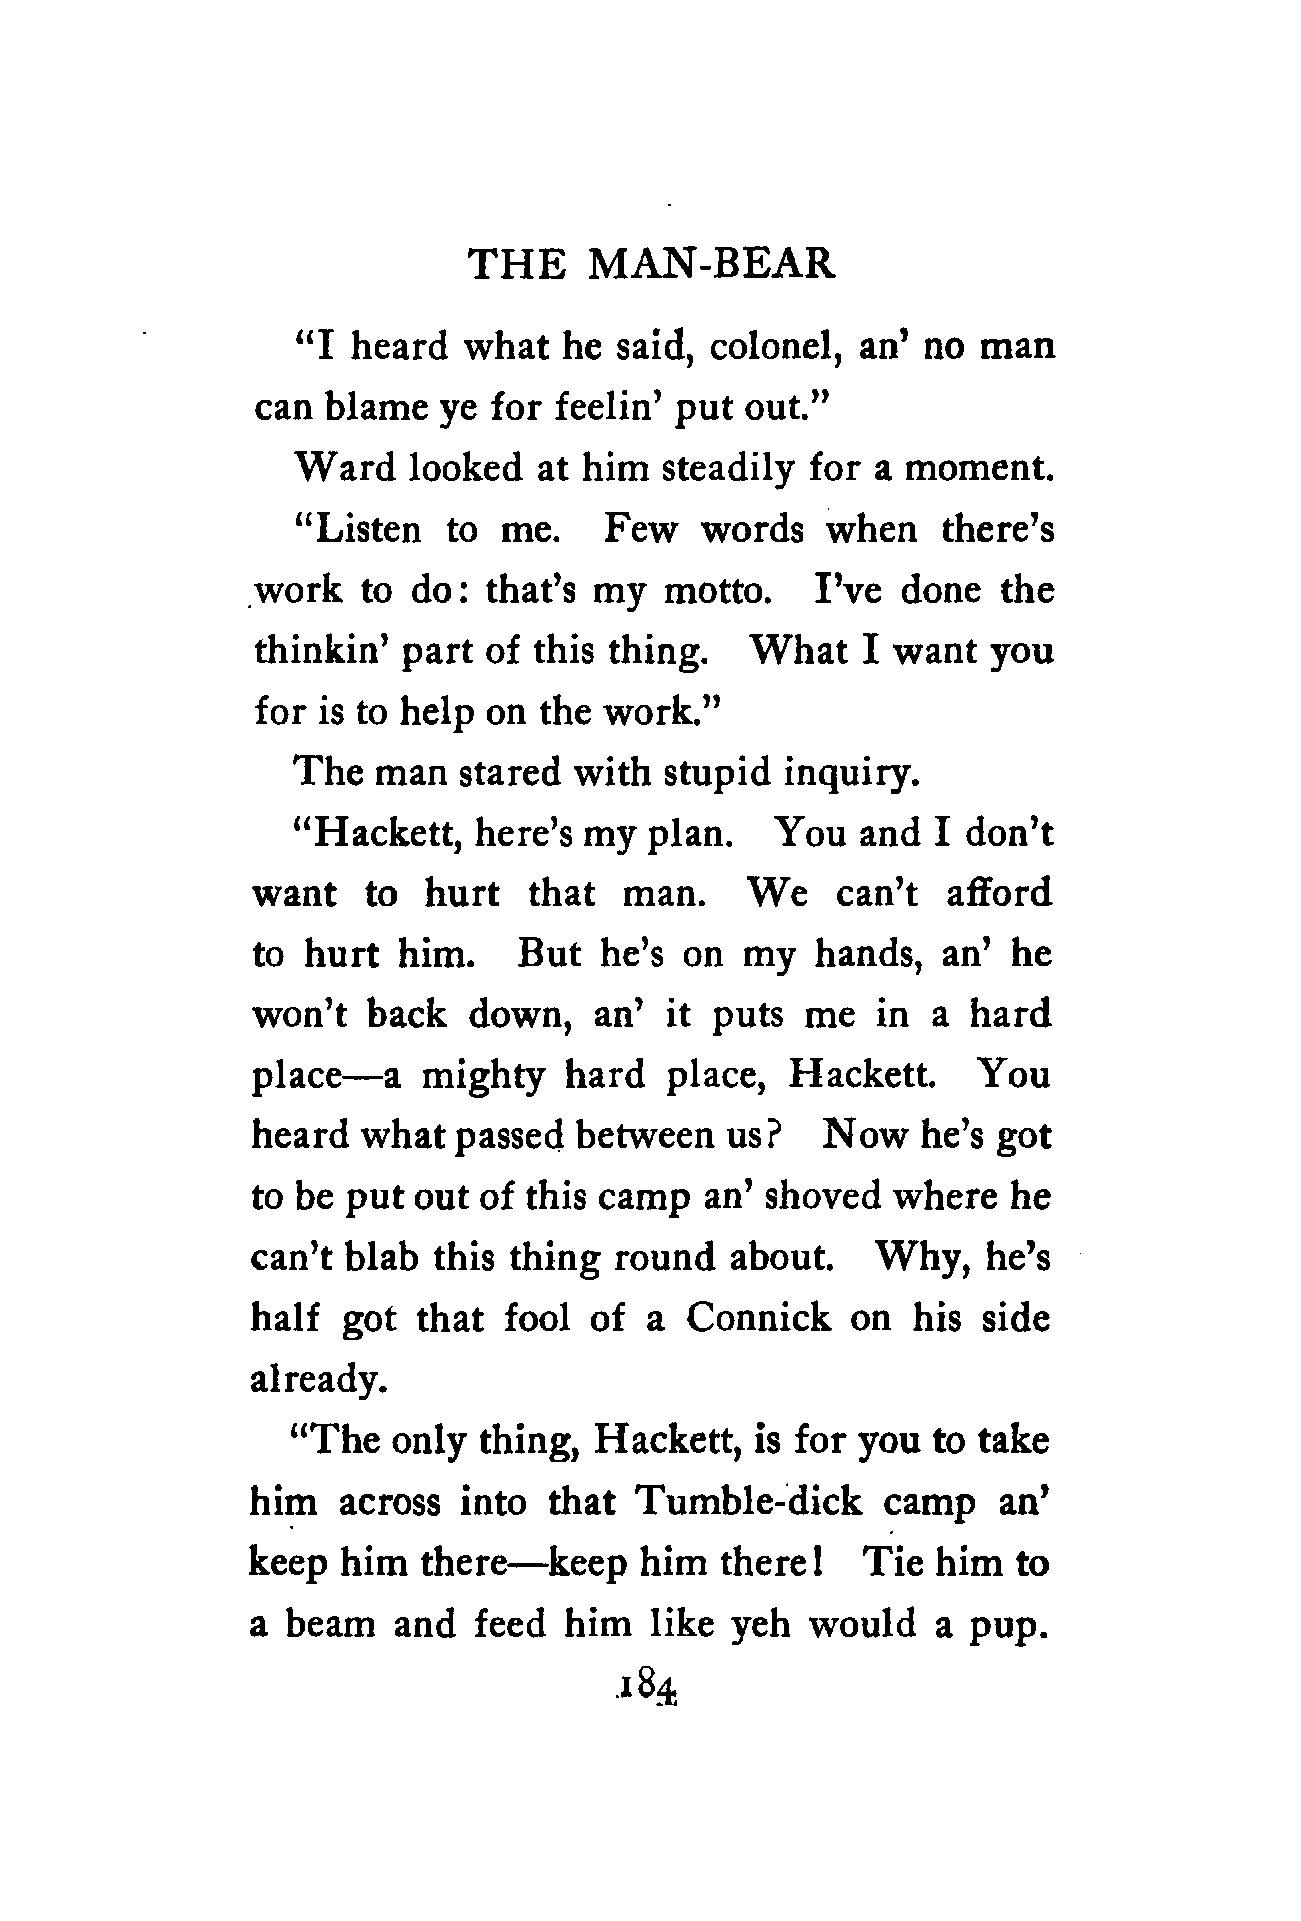 THE MAN-BEAR
“I heard what he said, colonel, an’ no man
can blame ye for feelin’ put out.”
Ward looked at him steadily for a moment.
“Listen to me. Few words when there’s
work to do: that’s my motto. I’ve done the
thinkin’ part of this thing. What I want you
for is to help on the work.”
The man stared with stupid inquiry.
“Hackett, here’s my plan. You and I don’t
want to hurt that man. We can’t afford
to hurt him. But he’s on my hands, an’ he
won’t back down, an’ it puts me in a hard
place—a mighty hard place, Hackett. You
heard what passed between us? Now he’s got
to be put out of this camp an’ shoved where he
can’t blab this thing round about. Why, he’s
half got that fool of a Connick on his side
already.
“The only thing, Hackett, is for you to take
him across into that Tumble-dick camp an’
keep him there—keep him there! Tie him to
a beam and feed him like yeh would a pup.
184